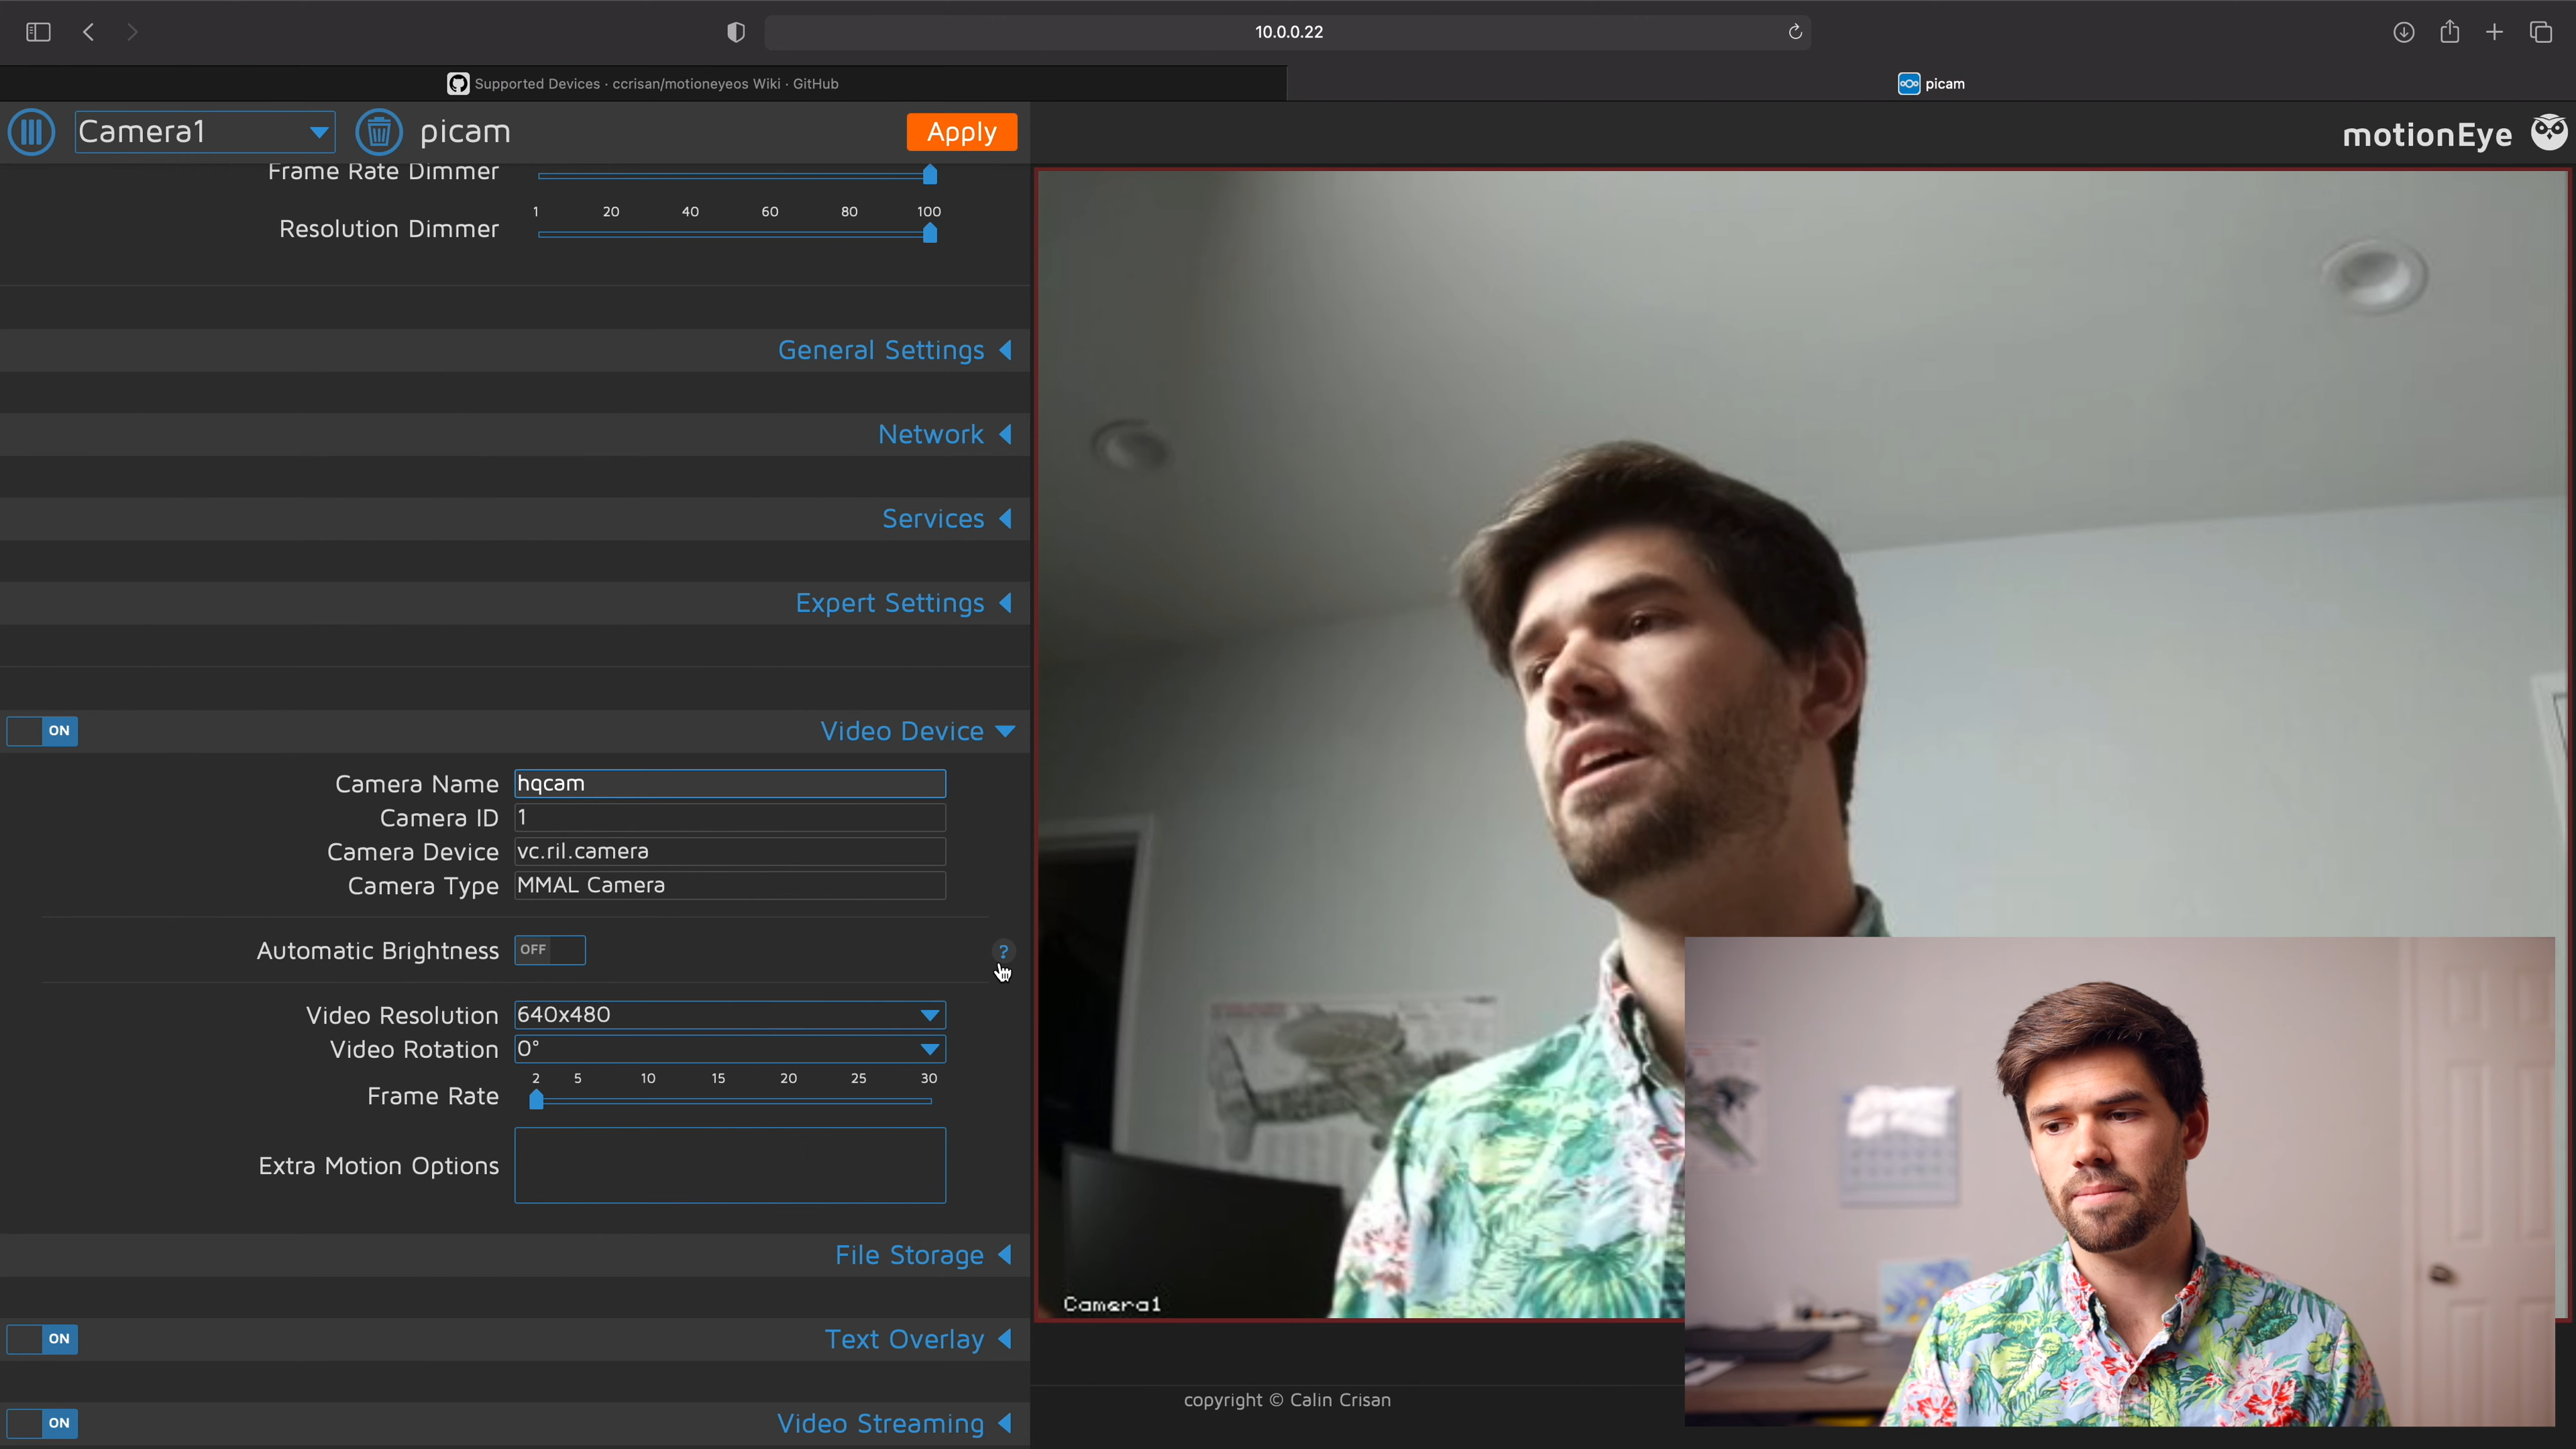 10.0.0.22
Supported Devices · ccrisan/motioneyeos Wiki · GitHub
picam
Camera1
picam
Apply
motionEye
Frame Rate Dimmer
1 20 40 60 80 100
Resolution Dimmer
General Settings
Network
Services
Expert Settings
ON
Video Device
Camera Name hqcam
Camera ID 1
Camera Device vc.ril.camera
Camera Type MMAL Camera
Automatic Brightness OFF
?
Video Resolution 640x480
Video Rotation 0°
2 5 10 15 20 25 30
Frame Rate
Extra Motion Options
File Storage
ON
Text Overlay
ON
Video Streaming
Camera1
copyright © Calin Crisan